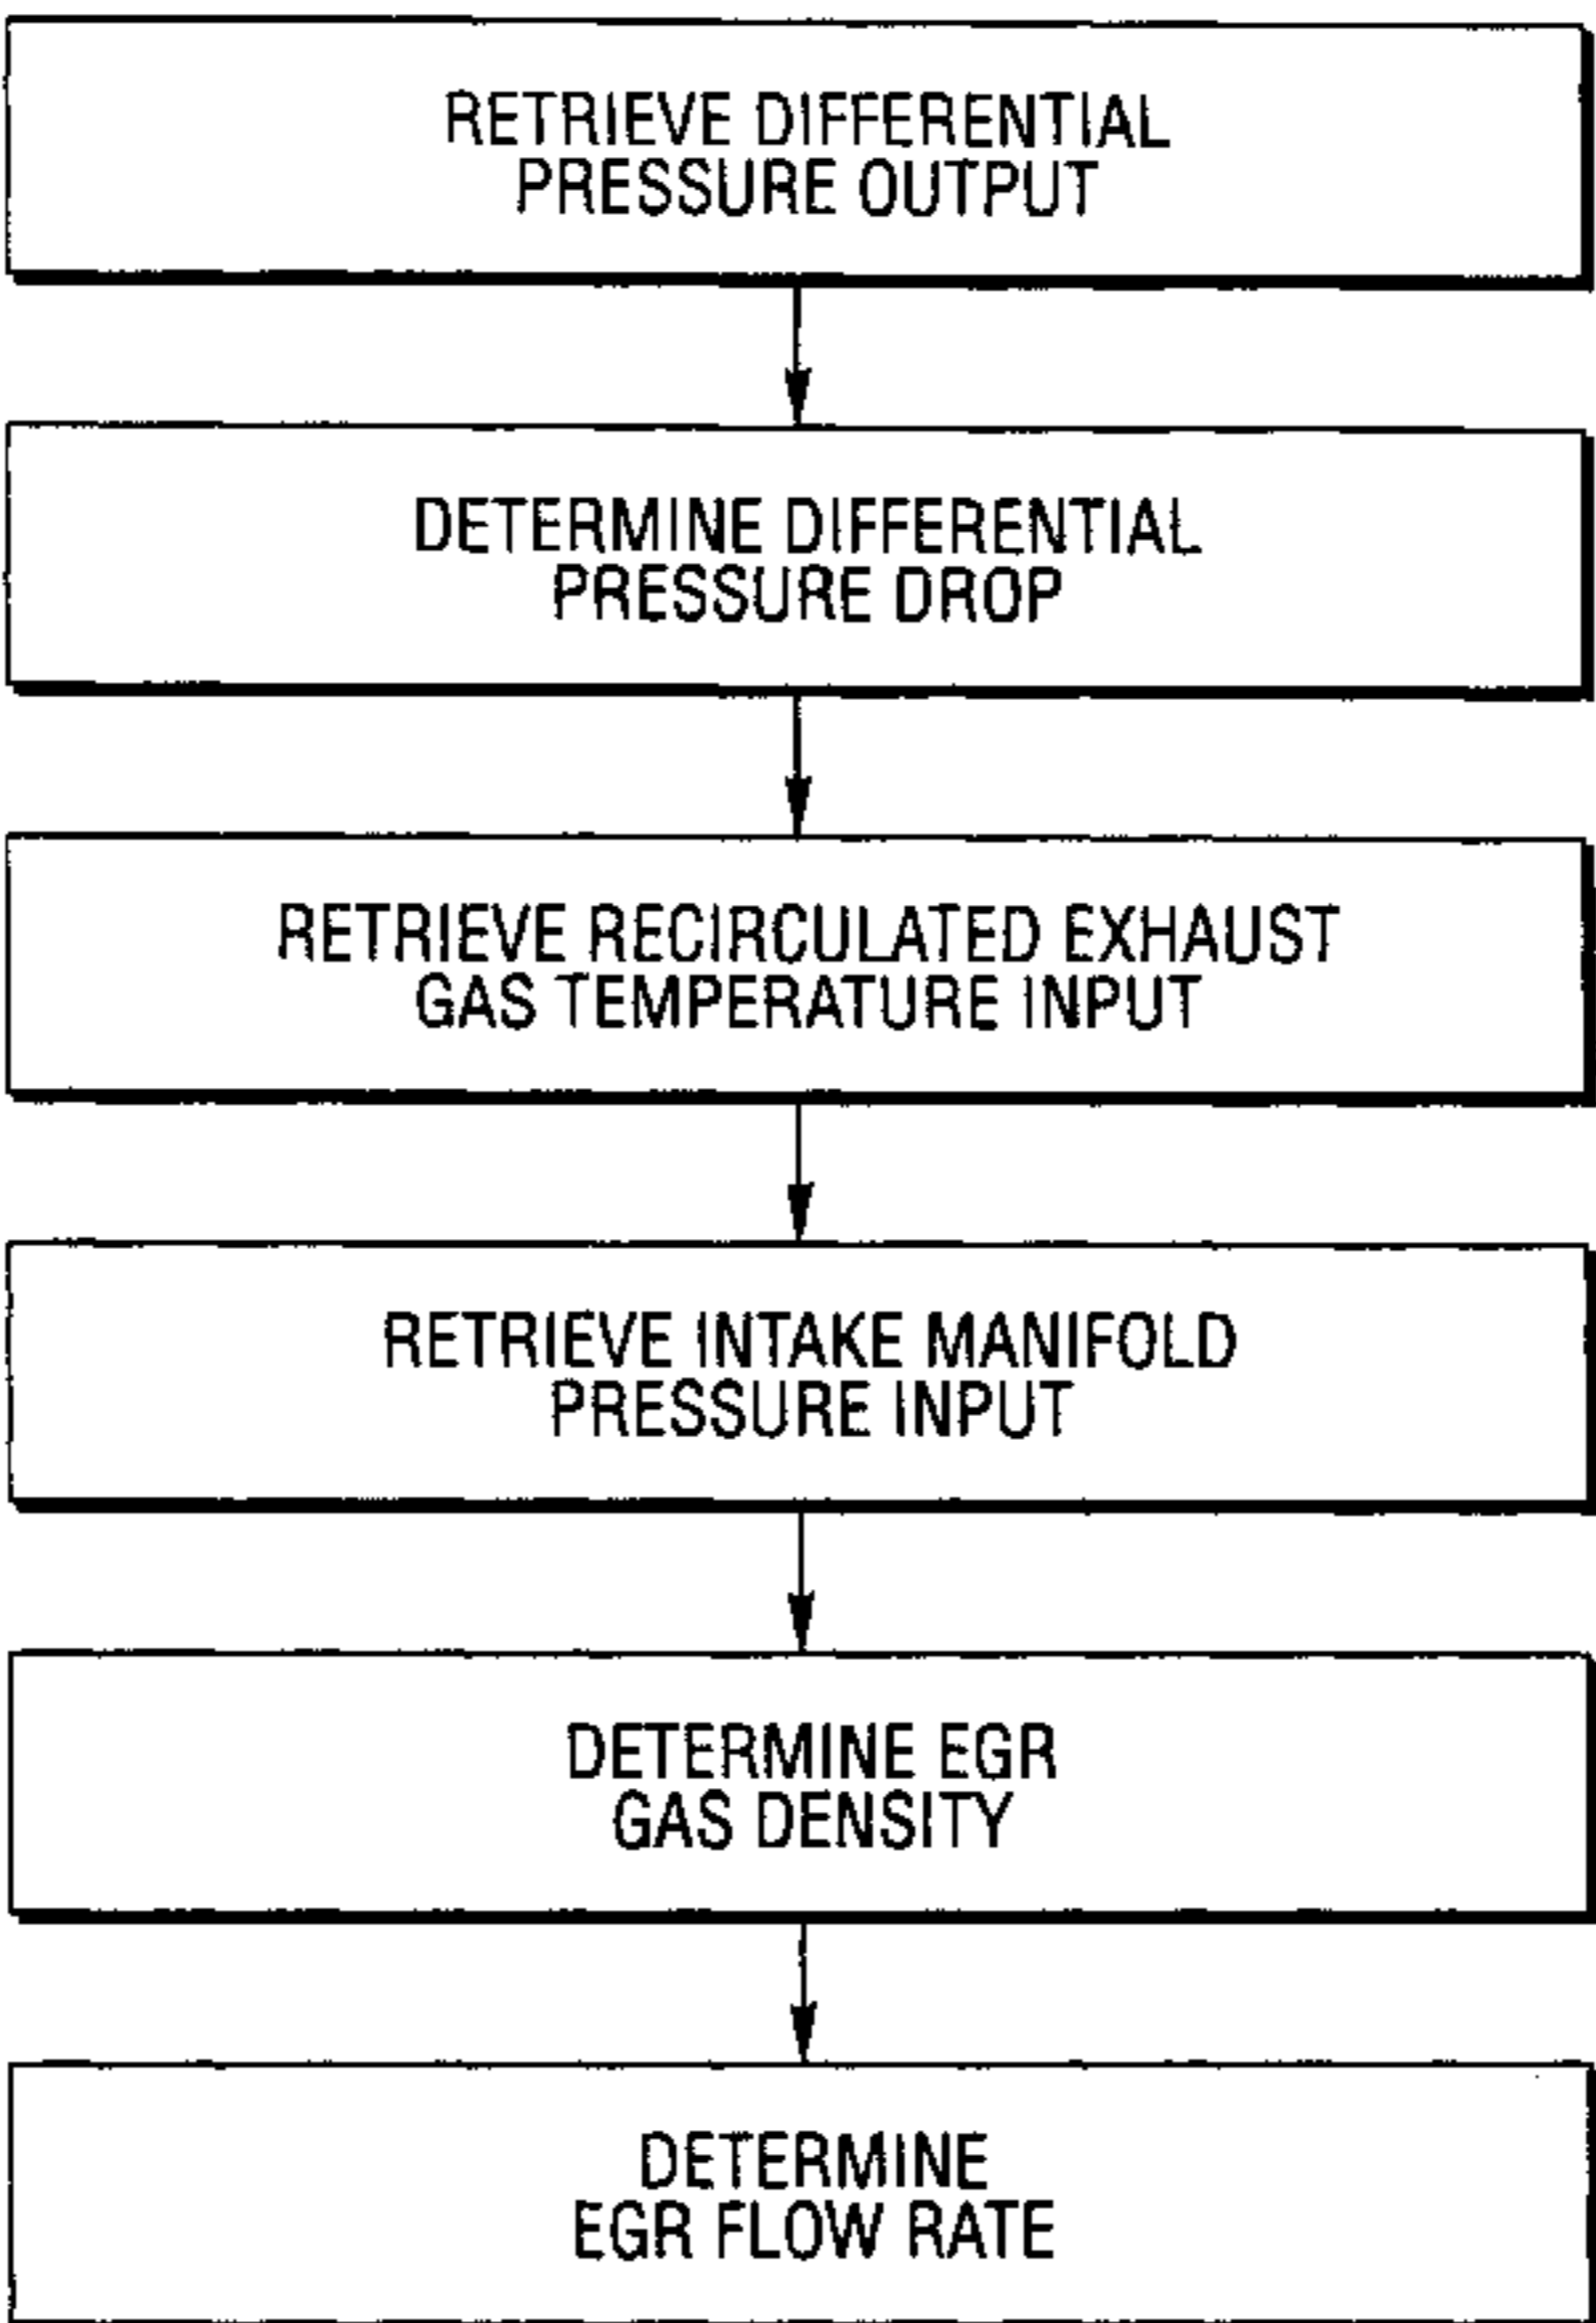 RETRIEVE DIFFERENTIAL
PRESSURE OUTPUT
DETERMINE DIFFERENTIAL
PRESSURE DROP
RETRIEVE RECIRCULATED EXHAUST
GAS TEMPERATURE INPUT
RETRIEVE INTAKE MANIFOLD
PRESSURE INPUT
DETERMINE EGR
GAS DENSITY
DETERMINE
EGR FLOW RATE